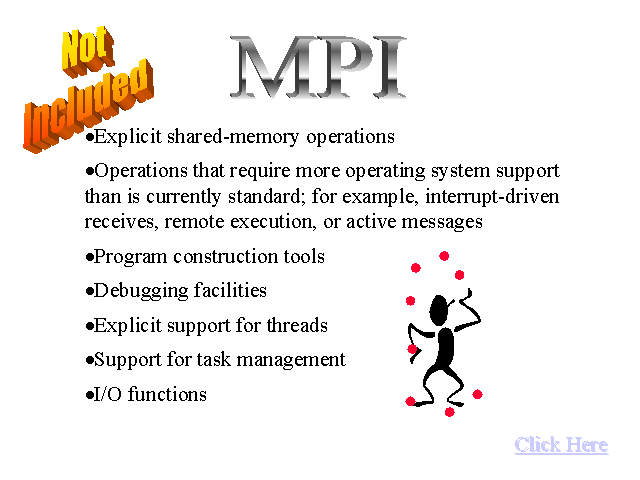 Not
Included
MPI
•Explicit shared-memory operations
•Operations that require more operating system support
than is currently standard; for example, interrupt-driven
receives, remote execution, or active messages
•Program construction tools
•Debugging facilities
•Explicit support for threads
•Support for task management
•I/O functions
Click Here